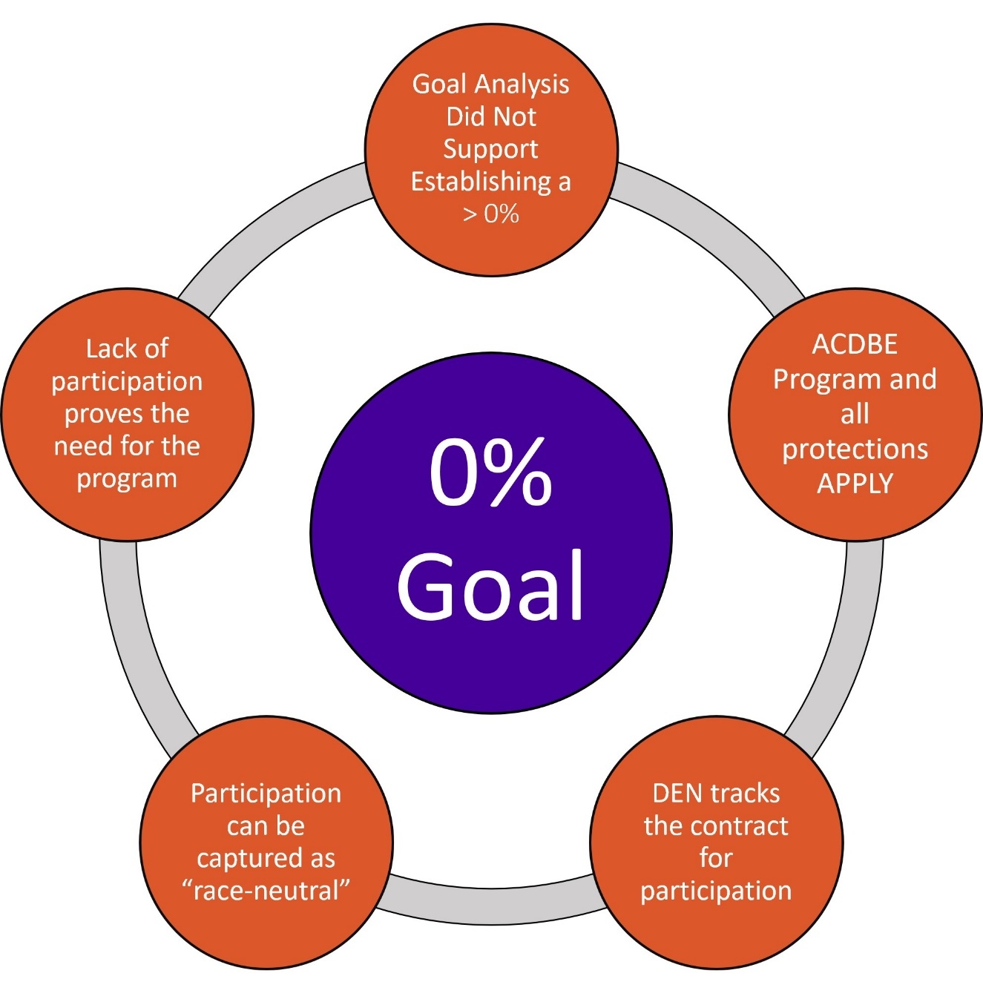 Goal Analysis
Did Not
Support
Establishing a
> 0%
ACDBE
Program and
all
protections
APPLY
DEN tracks
the contract
for
participation
Participation
can be
captured as
“race-neutral”
Lack of
participation
proves the
need for the
program
0%
Goal